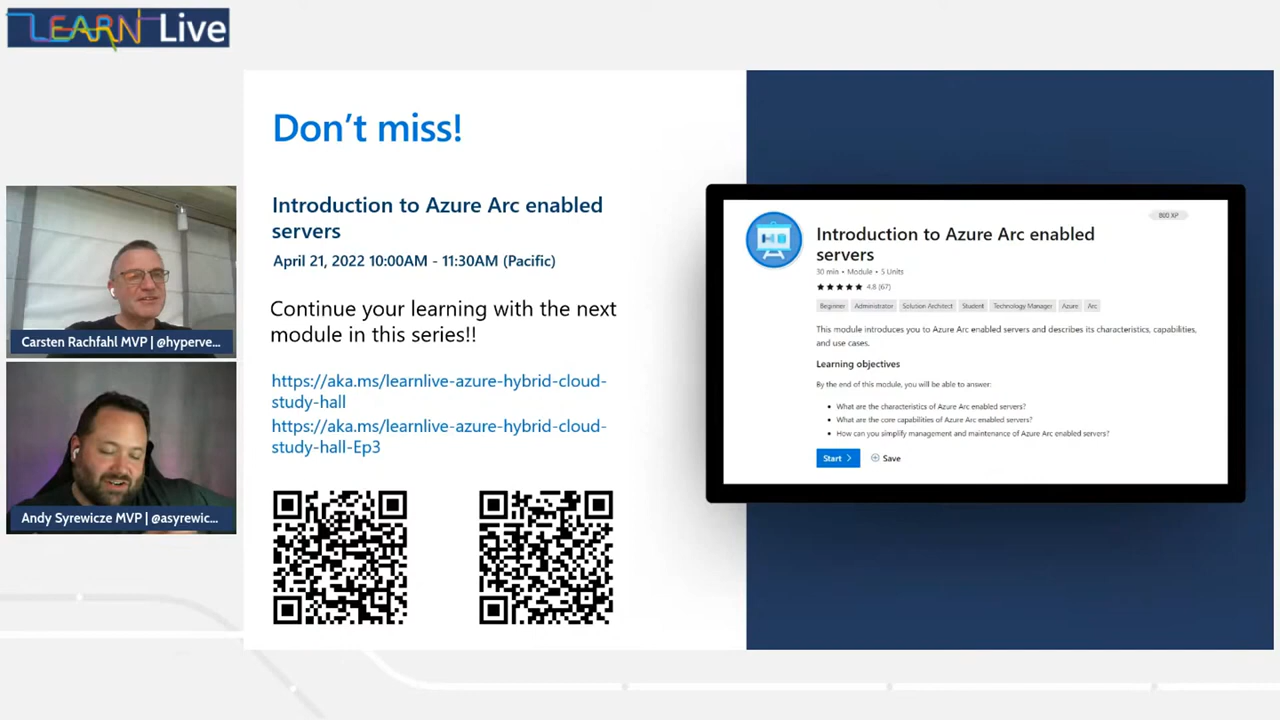 LEARN Live
Don't miss!
Introduction to Azure Arc enabled
servers
April 21, 2022 10:00AM - 11:30AM (Pacific)
Continue your learning with the next
module in this series!!
https://aka.ms/learnlive-azure-hybrid-cloud-
study-hall
https://aka.ms/learnlive-azure-hybrid-cloud-
study-hall-Ep3
Carsten Rachfahl MVP | @hyperve...
Andy Syrewicze MVP | @asyrewic...
800 XP
Introduction to Azure Arc enabled
servers
30 min • Module • 5 Units
4.8 (67)
Beginner Administrator Solution Architect Student Technology Manager Azure Arc
This module introduces you to Azure Arc enabled servers and describes its characteristics, capabilities,
and use cases.
Learning objectives
By the end of this module, you will be able to answer:
• What are the characteristics of Azure Arc enabled servers?
• What are the core capabilities of Azure Arc enabled servers?
• How can you simplify management and maintenance of Azure Arc enabled servers?
Start Save